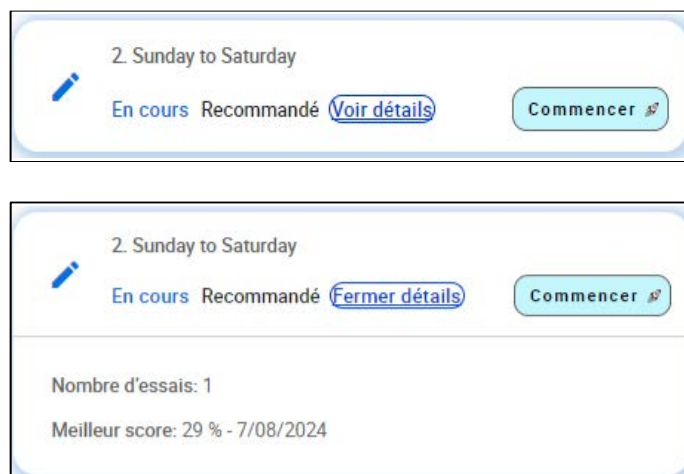 2. Sunday to Saturday
En cours Recommandé Voir détails Commencer
2. Sunday to Saturday
En cours Recommandé Fermer détails Commencer
Nombre d'essais: 1
Meilleur score: 29 % - 7/08/2024